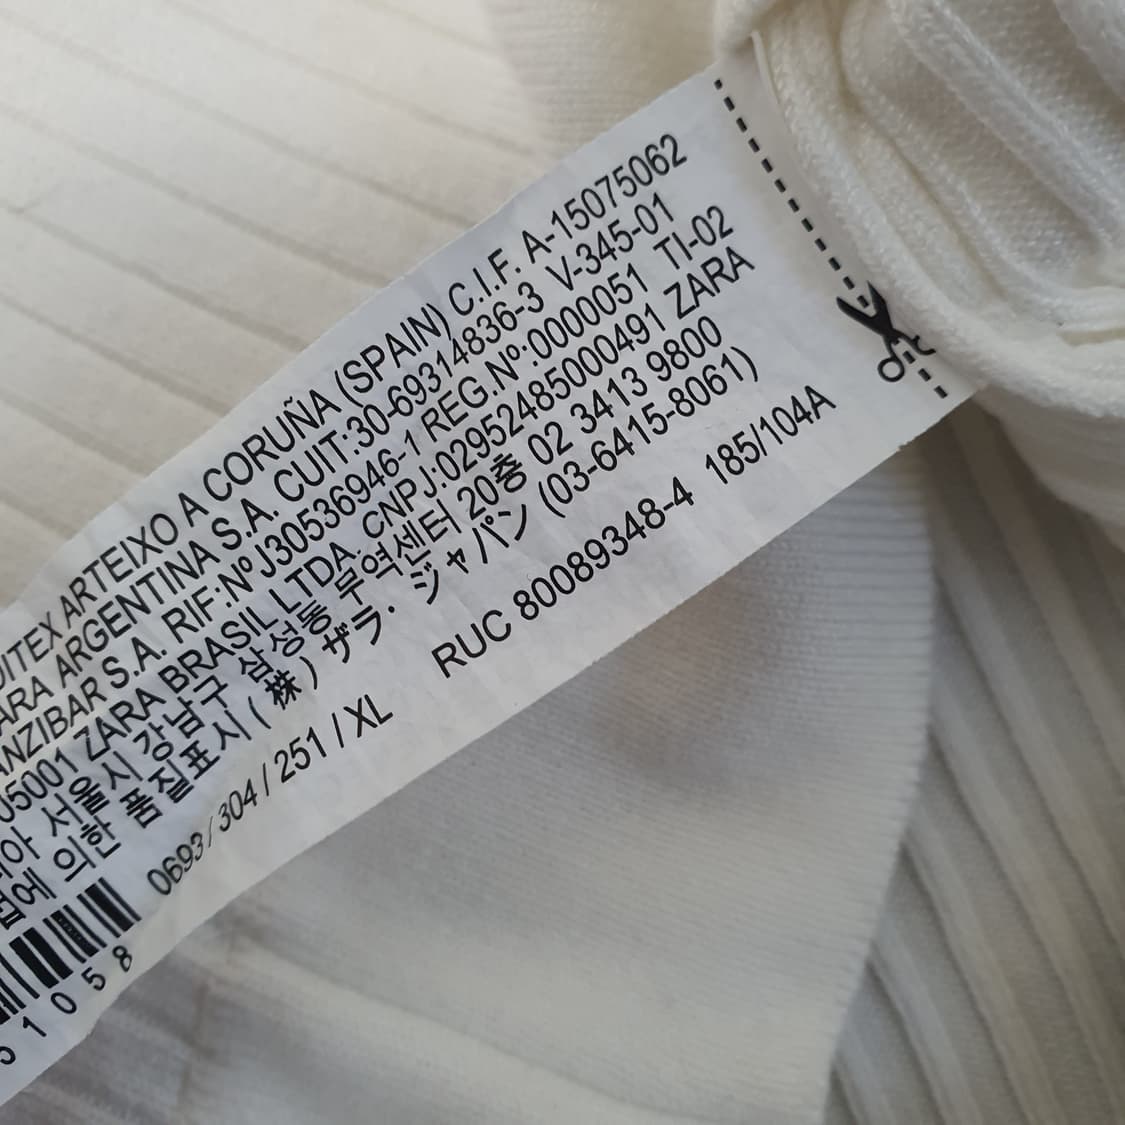 ARTEIXO A CORUÑA (SPAIN) C.I.F. A-15075062
ARGENTINA S.A. CUIT:30-69314836-3 V-345-01
S.A. RIF:NºJ30536946-1 REG.Nº:0000051 TI-02
05001 ZARA BRASIL LTDA. CNPJ:02952485000491 ZARA
서울시 강남구 삼성동 무역센터 20층 02 3413 9800
의한 품질표시 (株) ザラ・ジャパン (03-6415-8061)
0693 / 304 / 251 / XL RUC 80089348-4 185/104A
1058